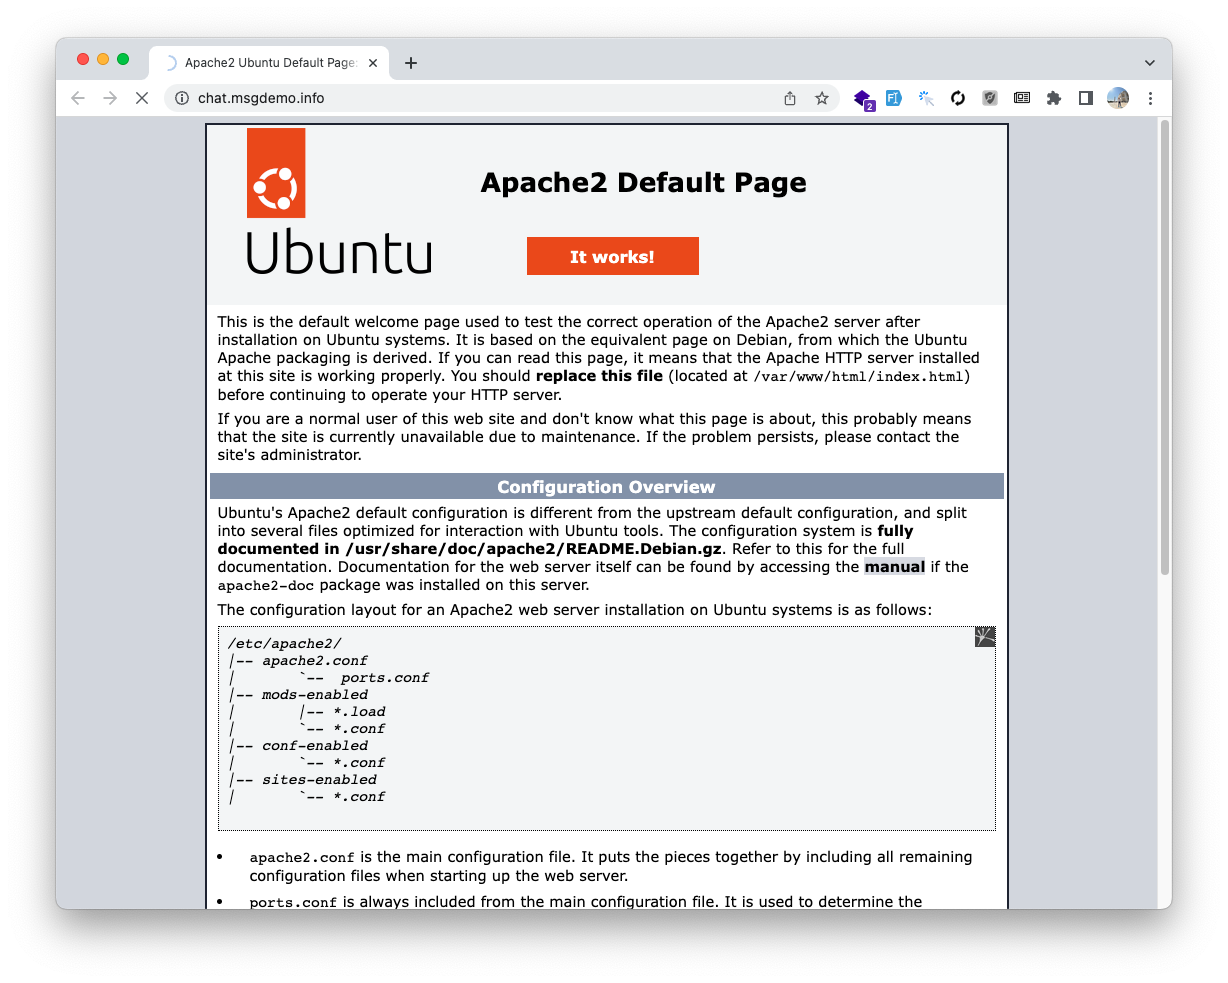 Apache2 Ubuntu Default Page:
chat.msgdemo.info
2
Apache2 Default Page
Ubuntu
It works!
This is the default welcome page used to test the correct operation of the Apache2 server after
installation on Ubuntu systems. It is based on the equivalent page on Debian, from which the Ubuntu
Apache packaging is derived. If you can read this page, it means that the Apache HTTP server installed
at this site is working properly. You should replace this file (located at /var/www/html/index.html)
before continuing to operate your HTTP server.
If you are a normal user of this web site and don't know what this page is about, this probably means
that the site is currently unavailable due to maintenance. If the problem persists, please contact the
site's administrator.
Configuration Overview
Ubuntu's Apache2 default configuration is different from the upstream default configuration, and split
into several files optimized for interaction with Ubuntu tools. The configuration system is fully
documented in /usr/share/doc/apache2/README.Debian.gz. Refer to this for the full
documentation. Documentation for the web server itself can be found by accessing the manual if the
apache2-doc package was installed on this server.
The configuration layout for an Apache2 web server installation on Ubuntu systems is as follows:
/etc/apache2/
|-- apache2.conf
|       `--  ports.conf
|-- mods-enabled
|       |-- *.load
|       `-- *.conf
|-- conf-enabled
|       `-- *.conf
|-- sites-enabled
|       `-- *.conf
• apache2.conf is the main configuration file. It puts the pieces together by including all remaining
configuration files when starting up the web server.
• ports.conf is always included from the main configuration file. It is used to determine the